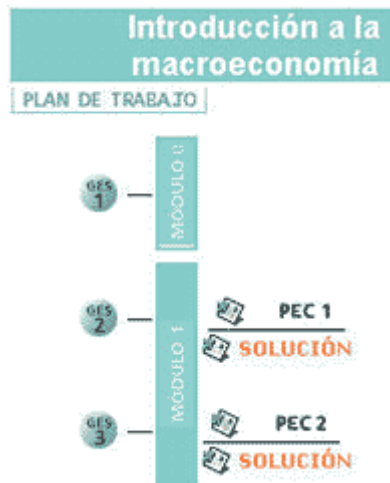 Introducción a la
macroeconomía
PLAN DE TRABAJO
GES
1
MÓDULO 0
GES
2
MÓDULO 1
PEC 1
SOLUCIÓN
GES
3
PEC 2
SOLUCIÓN